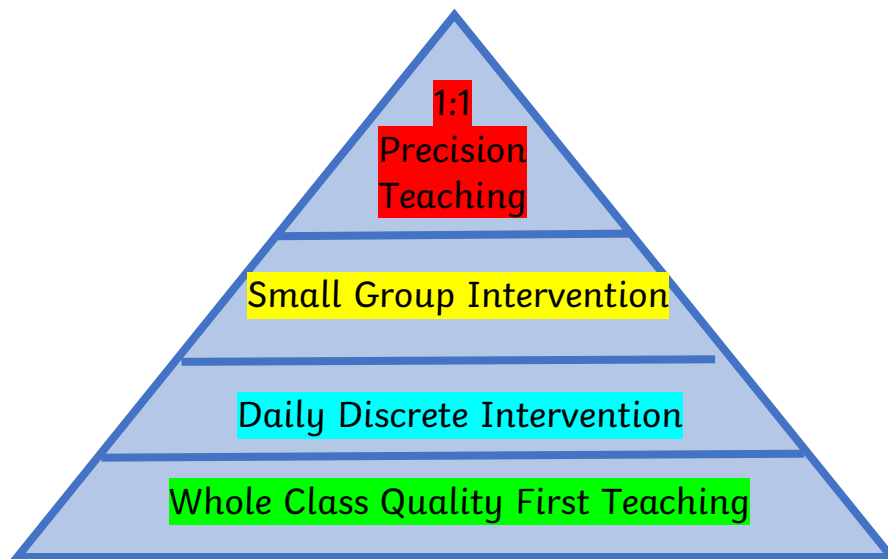 1:1
Precision
Teaching
Small Group Intervention
Daily Discrete Intervention
Whole Class Quality First Teaching